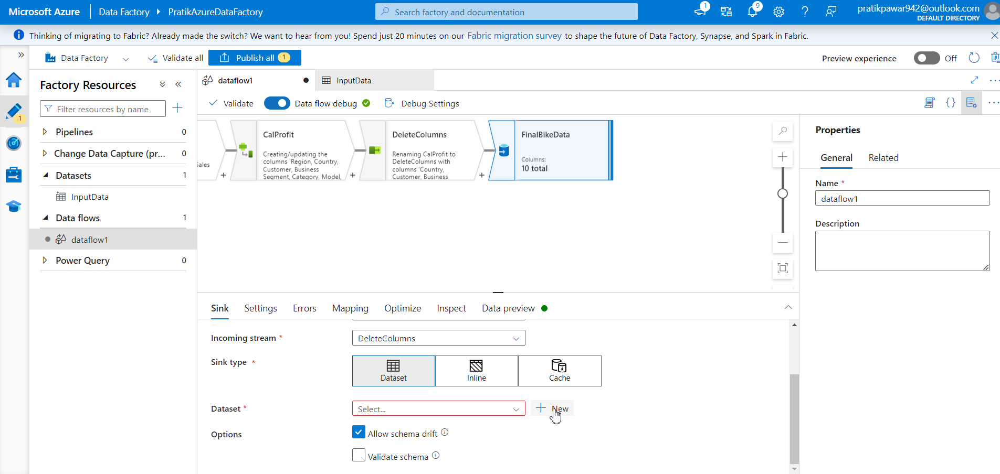 Microsoft Azure
Data Factory
PratikAzureDataFactory
Search factory and documentation
1
9
pratikpawar942@outlook.com
DEFAULT DIRECTORY
Thinking of migrating to Fabric? Already made the switch? We want to hear from you! Spend just 20 minutes on our Fabric migration survey to shape the future of Data Factory, Synapse, and Spark in Fabric.
Data Factory
Validate all
Publish all 1
Preview experience
Off
1
Factory Resources
Filter resources by name
Pipelines 0
Change Data Capture (pr... 0
Datasets 1
InputData
Data flows 1
dataflow1
Power Query 0
dataflow1
InputData
Validate
Data flow debug
Debug Settings
Sales
CalProfit
Creating/updating the
columns 'Region, Country,
Customer, Business
Segment, Category, Model,
DeleteColumns
Renaming CalProfit to
DeleteColumns with
columns 'Country,
Customer, Business
FinalBikeData
Columns:
10 total
+
+
+
Sink
Settings
Errors
Mapping
Optimize
Inspect
Data preview
Incoming stream *
DeleteColumns
Sink type *
Dataset
Inline
Cache
Dataset *
Select...
New
Options
Allow schema drift
Validate schema
Properties
General
Related
Name *
dataflow1
Description